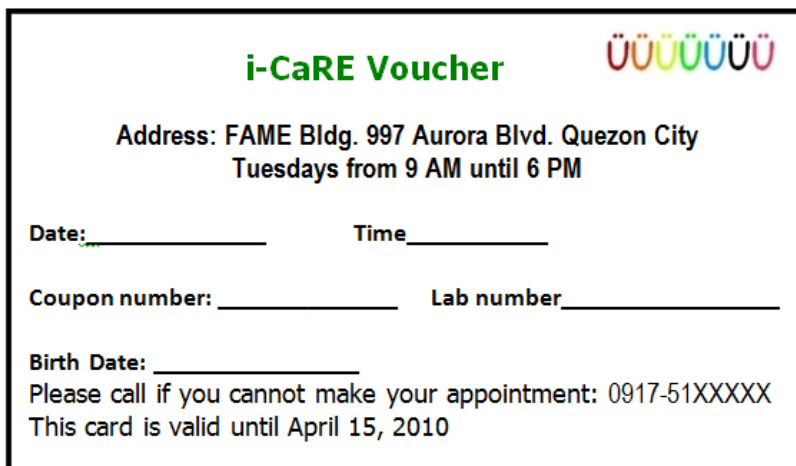 i-CaRE Voucher
ÜÜÜÜÜÜÜ
Address: FAME Bldg. 997 Aurora Blvd. Quezon City
Tuesdays from 9 AM until 6 PM
Date:______________ Time___________
Coupon number: ______________ Lab number_________________
Birth Date: ________________
Please call if you cannot make your appointment: 0917-51XXXXX
This card is valid until April 15, 2010